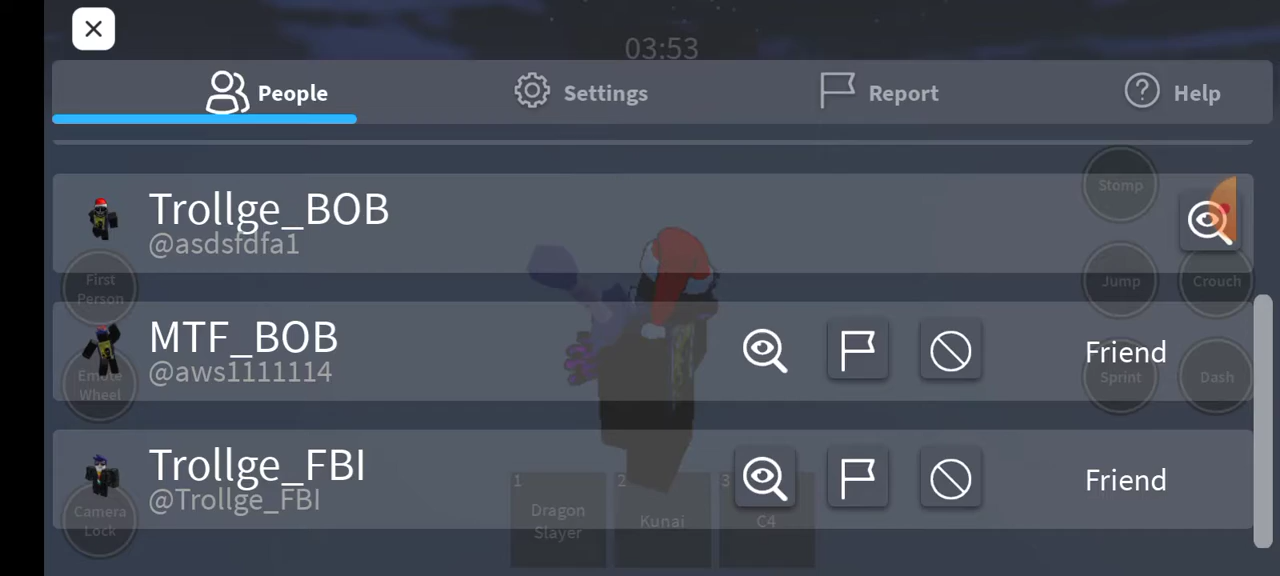 03:53
People
Settings
Report
Help
Trollge_BOB
@asdsfdfa1
Stomp
First
Person
Jump
Crouch
MTF_BOB
@aws1111114
Friend
Emote
Wheel
Sprint
Dash
Trollge_FBI
@Trollge_FBI
Friend
Camera
Lock
1
Dragon
Slayer
2
Kunai
3
C4